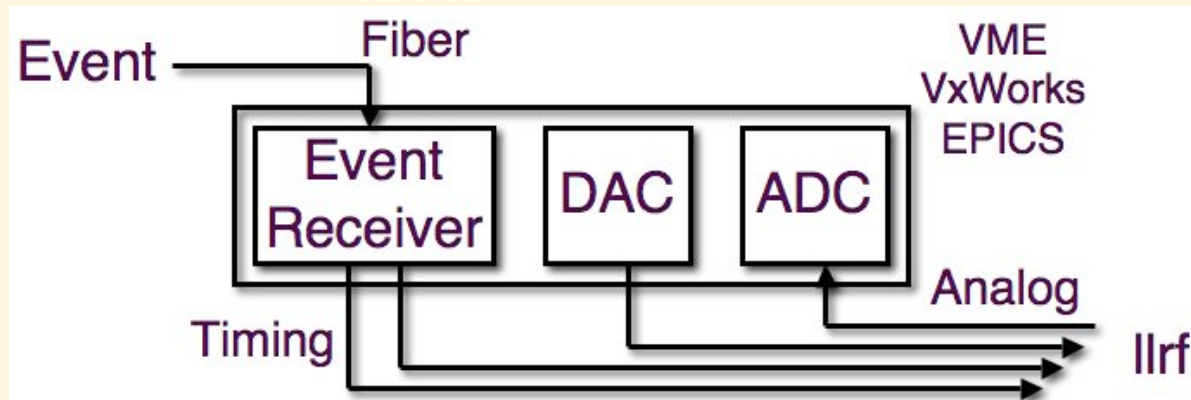 Event
Fiber
VME
VxWorks
EPICS
Event
Receiver
DAC
ADC
Timing
Analog
llrf